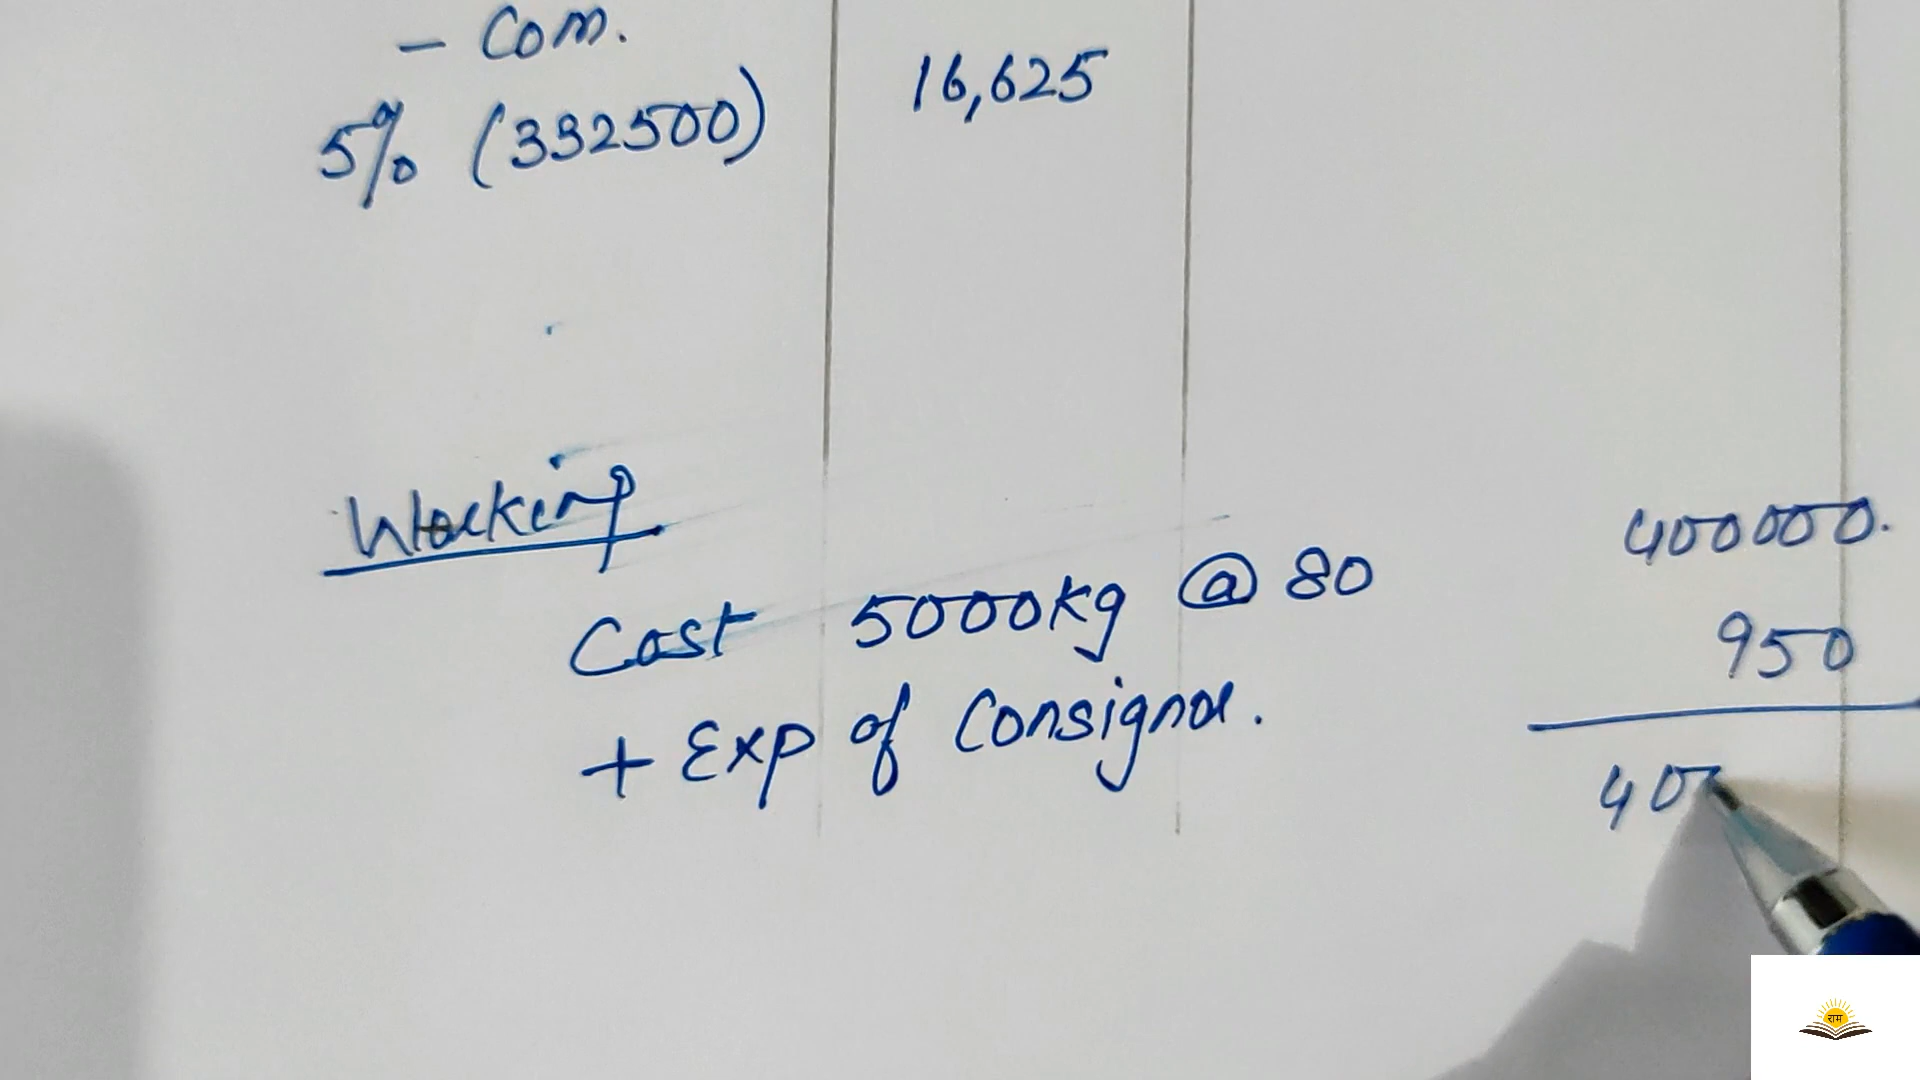 - Com.
5% (332500) 16,625
Working
400000.
Cost 5000kg @ 80
950
+ Exp of Consignor.
40
राम